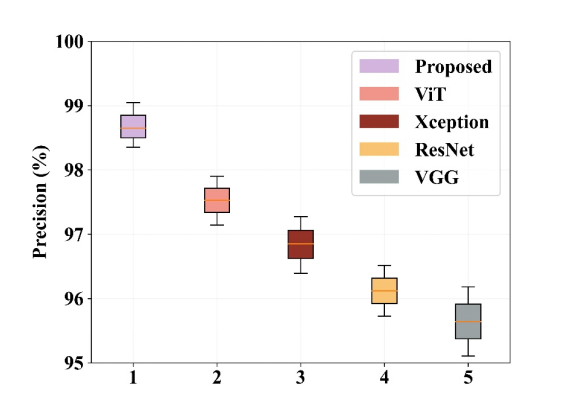 100
99
98
97
96
95
Precision (%)
1 2 3 4 5
Proposed
ViT
Xception
ResNet
VGG